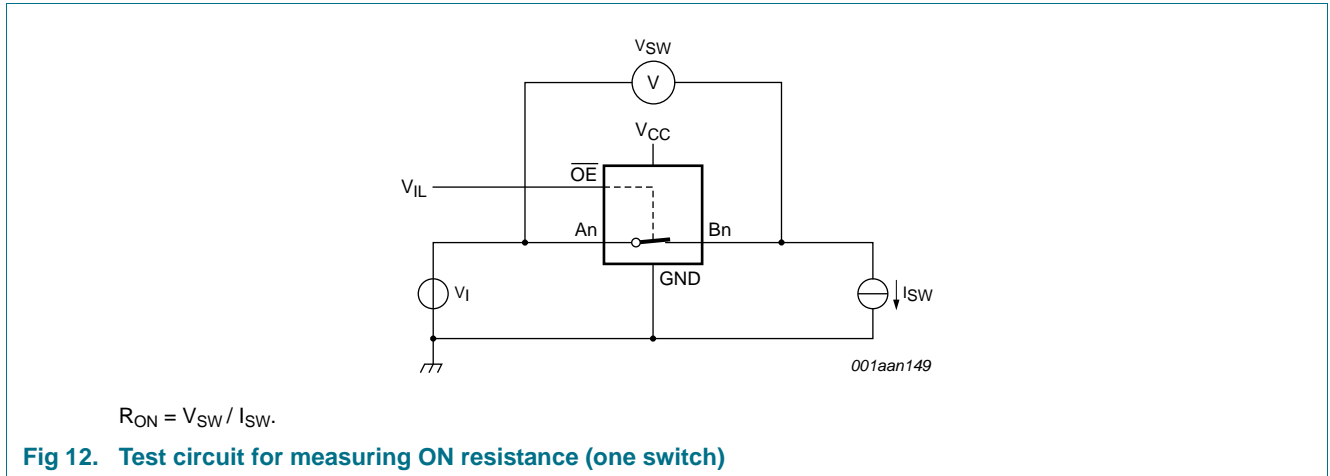 VSW
V
VCC
OE
VIL
An
Bn
GND
VI
ISW
001aan149
RON = VSW / ISW.
Fig 12. Test circuit for measuring ON resistance (one switch)